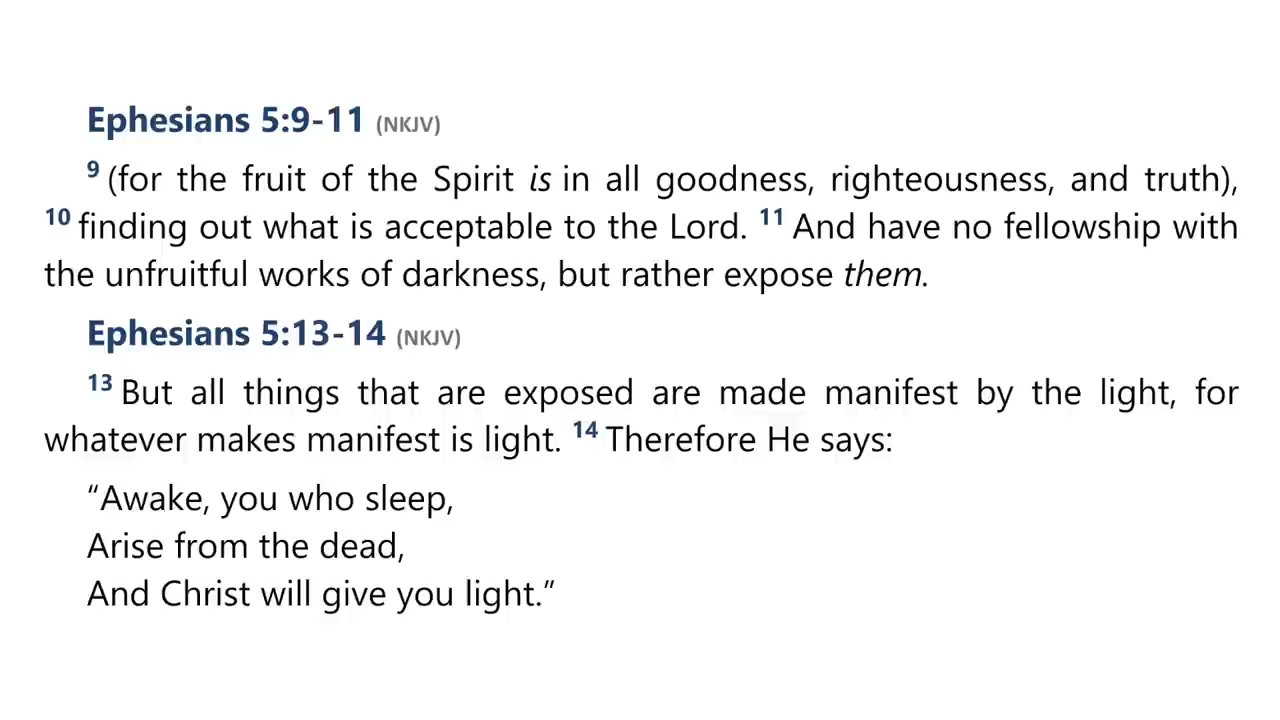 Ephesians 5:9-11 (NKJV)
9 (for the fruit of the Spirit is in all goodness, righteousness, and truth),
10 finding out what is acceptable to the Lord. 11 And have no fellowship with
the unfruitful works of darkness, but rather expose them.
Ephesians 5:13-14 (NKJV)
13 But all things that are exposed are made manifest by the light, for
whatever makes manifest is light. 14 Therefore He says:
“Awake, you who sleep,
Arise from the dead,
And Christ will give you light.”